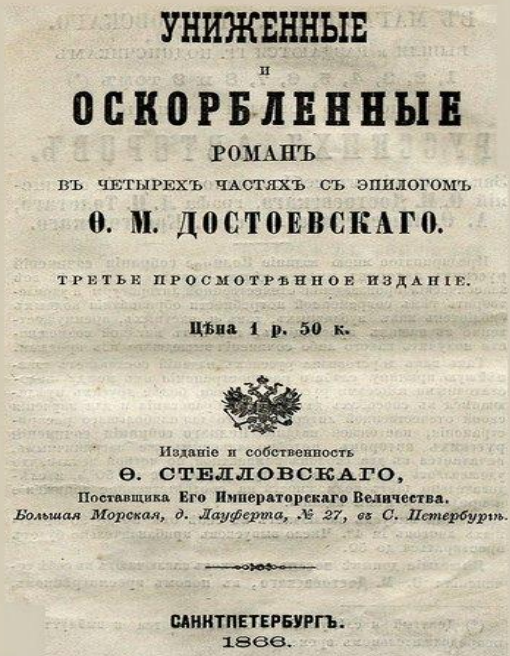 УНИЖЕННЫЕ
И
ОСКОРБЛЕННЫЕ
РОМАНЪ
ВЪ ЧЕТЫРЕХЪ ЧАСТЯХЪ СЪ ЭПИЛОГОМЪ
Ѳ. М. ДОСТОЕВСКАГО.
ТРЕТЬЕ ПРОСМОТРѢННОЕ ИЗДАНІЕ.
Цѣна 1 р. 50 к.
Изданіе и собственность
Ѳ. СТЕЛЛОВСКАГО,
Поставщика Его Императорскаго Величества.
Большая Морская, д. Лауферта, № 27, въ С. Петербургѣ.
САНКТПЕТЕРБУРГЪ.
1866.